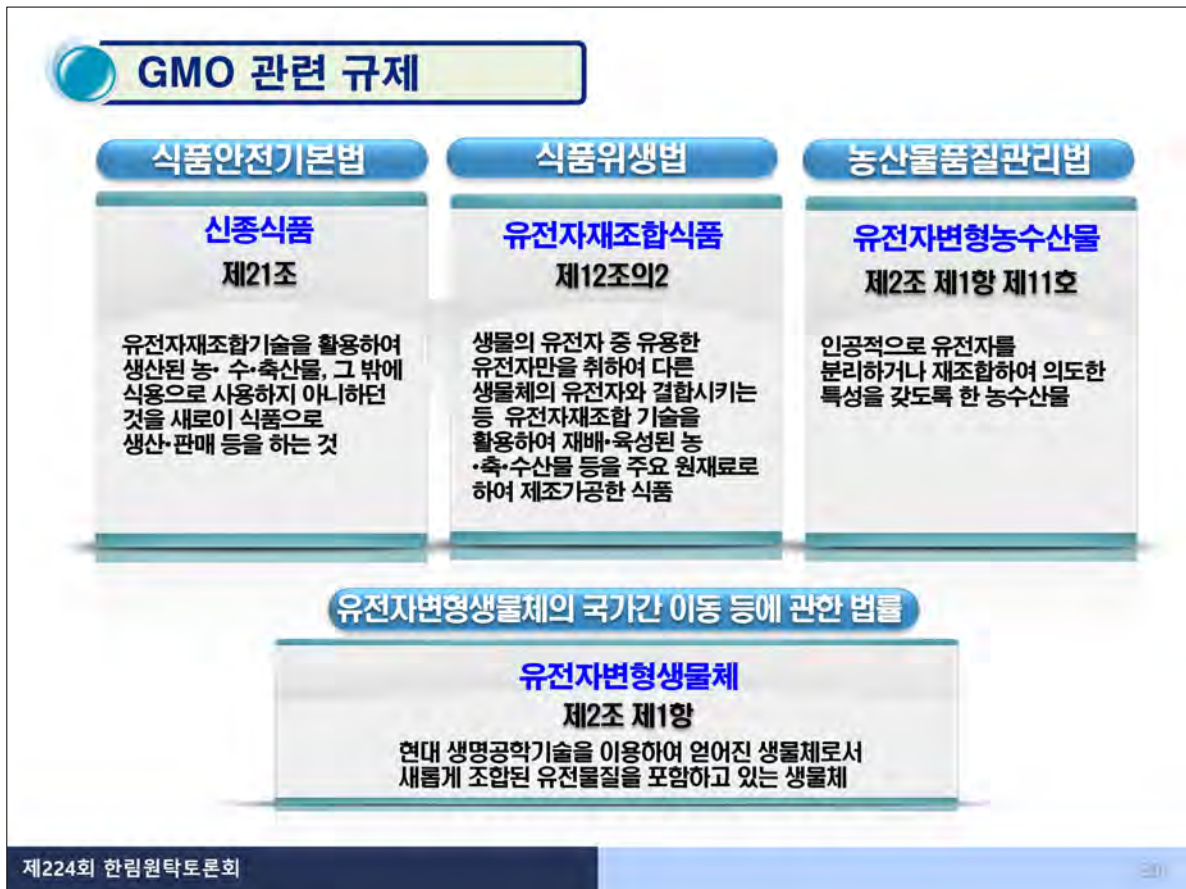 GMO 관련 규제
식품안전기본법
신종식품
제21조
유전자재조합기술을 활용하여
생산된 농· 수·축산물, 그 밖에
식용으로 사용하지 아니하던
것을 새로이 식품으로
생산·판매 등을 하는 것
식품위생법
유전자재조합식품
제12조의2
생물의 유전자 중 유용한
유전자만을 취하여 다른
생물체의 유전자와 결합시키는
등 유전자재조합 기술을
활용하여 재배·육성된 농
·축·수산물 등을 주요 원재료로
하여 제조가공한 식품
농산물품질관리법
유전자변형농수산물
제2조 제1항 제11호
인공적으로 유전자를
분리하거나 재조합하여 의도한
특성을 갖도록 한 농수산물
유전자변형생물체의 국가간 이동 등에 관한 법률
유전자변형생물체
제2조 제1항
현대 생명공학기술을 이용하여 얻어진 생물체로서
새롭게 조합된 유전물질을 포함하고 있는 생물체
제224회 한림원탁토론회